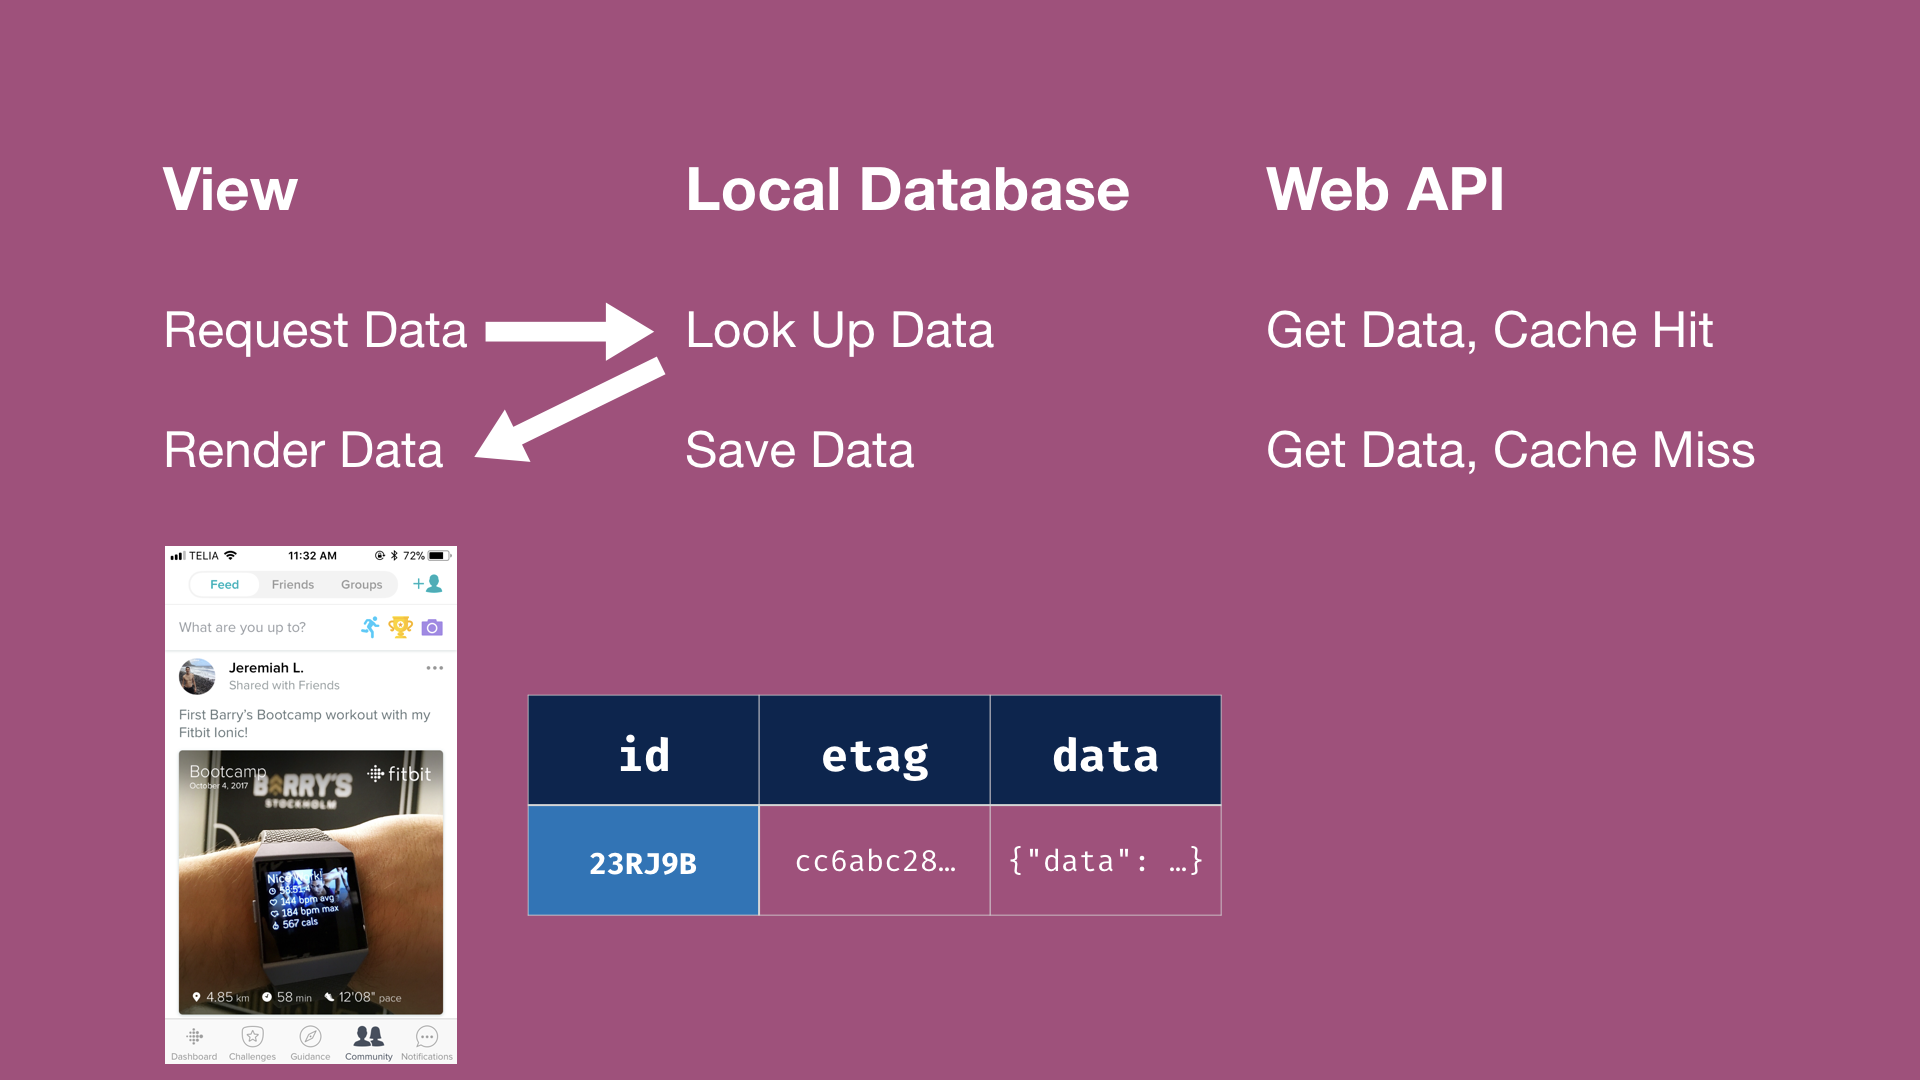 View
Local Database
Web API
Request Data
Look Up Data
Get Data, Cache Hit
Render Data
Save Data
Get Data, Cache Miss
TELIA
11:32 AM
72%
Feed
Friends
Groups
What are you up to?
Jeremiah L.
Shared with Friends
First Barry's Bootcamp workout with my
Fitbit Ionic!
Bootcamp
October 4, 2017
BARRY'S
STOCKHOLM
fitbit
144 bpm avg
184 bpm max
567 cals
4.85 km
58 min
12'08" pace
Dashboard
Challenges
Guidance
Community
Notifications
id
etag
data
23RJ9B
cc6abc28…
{"data": …}